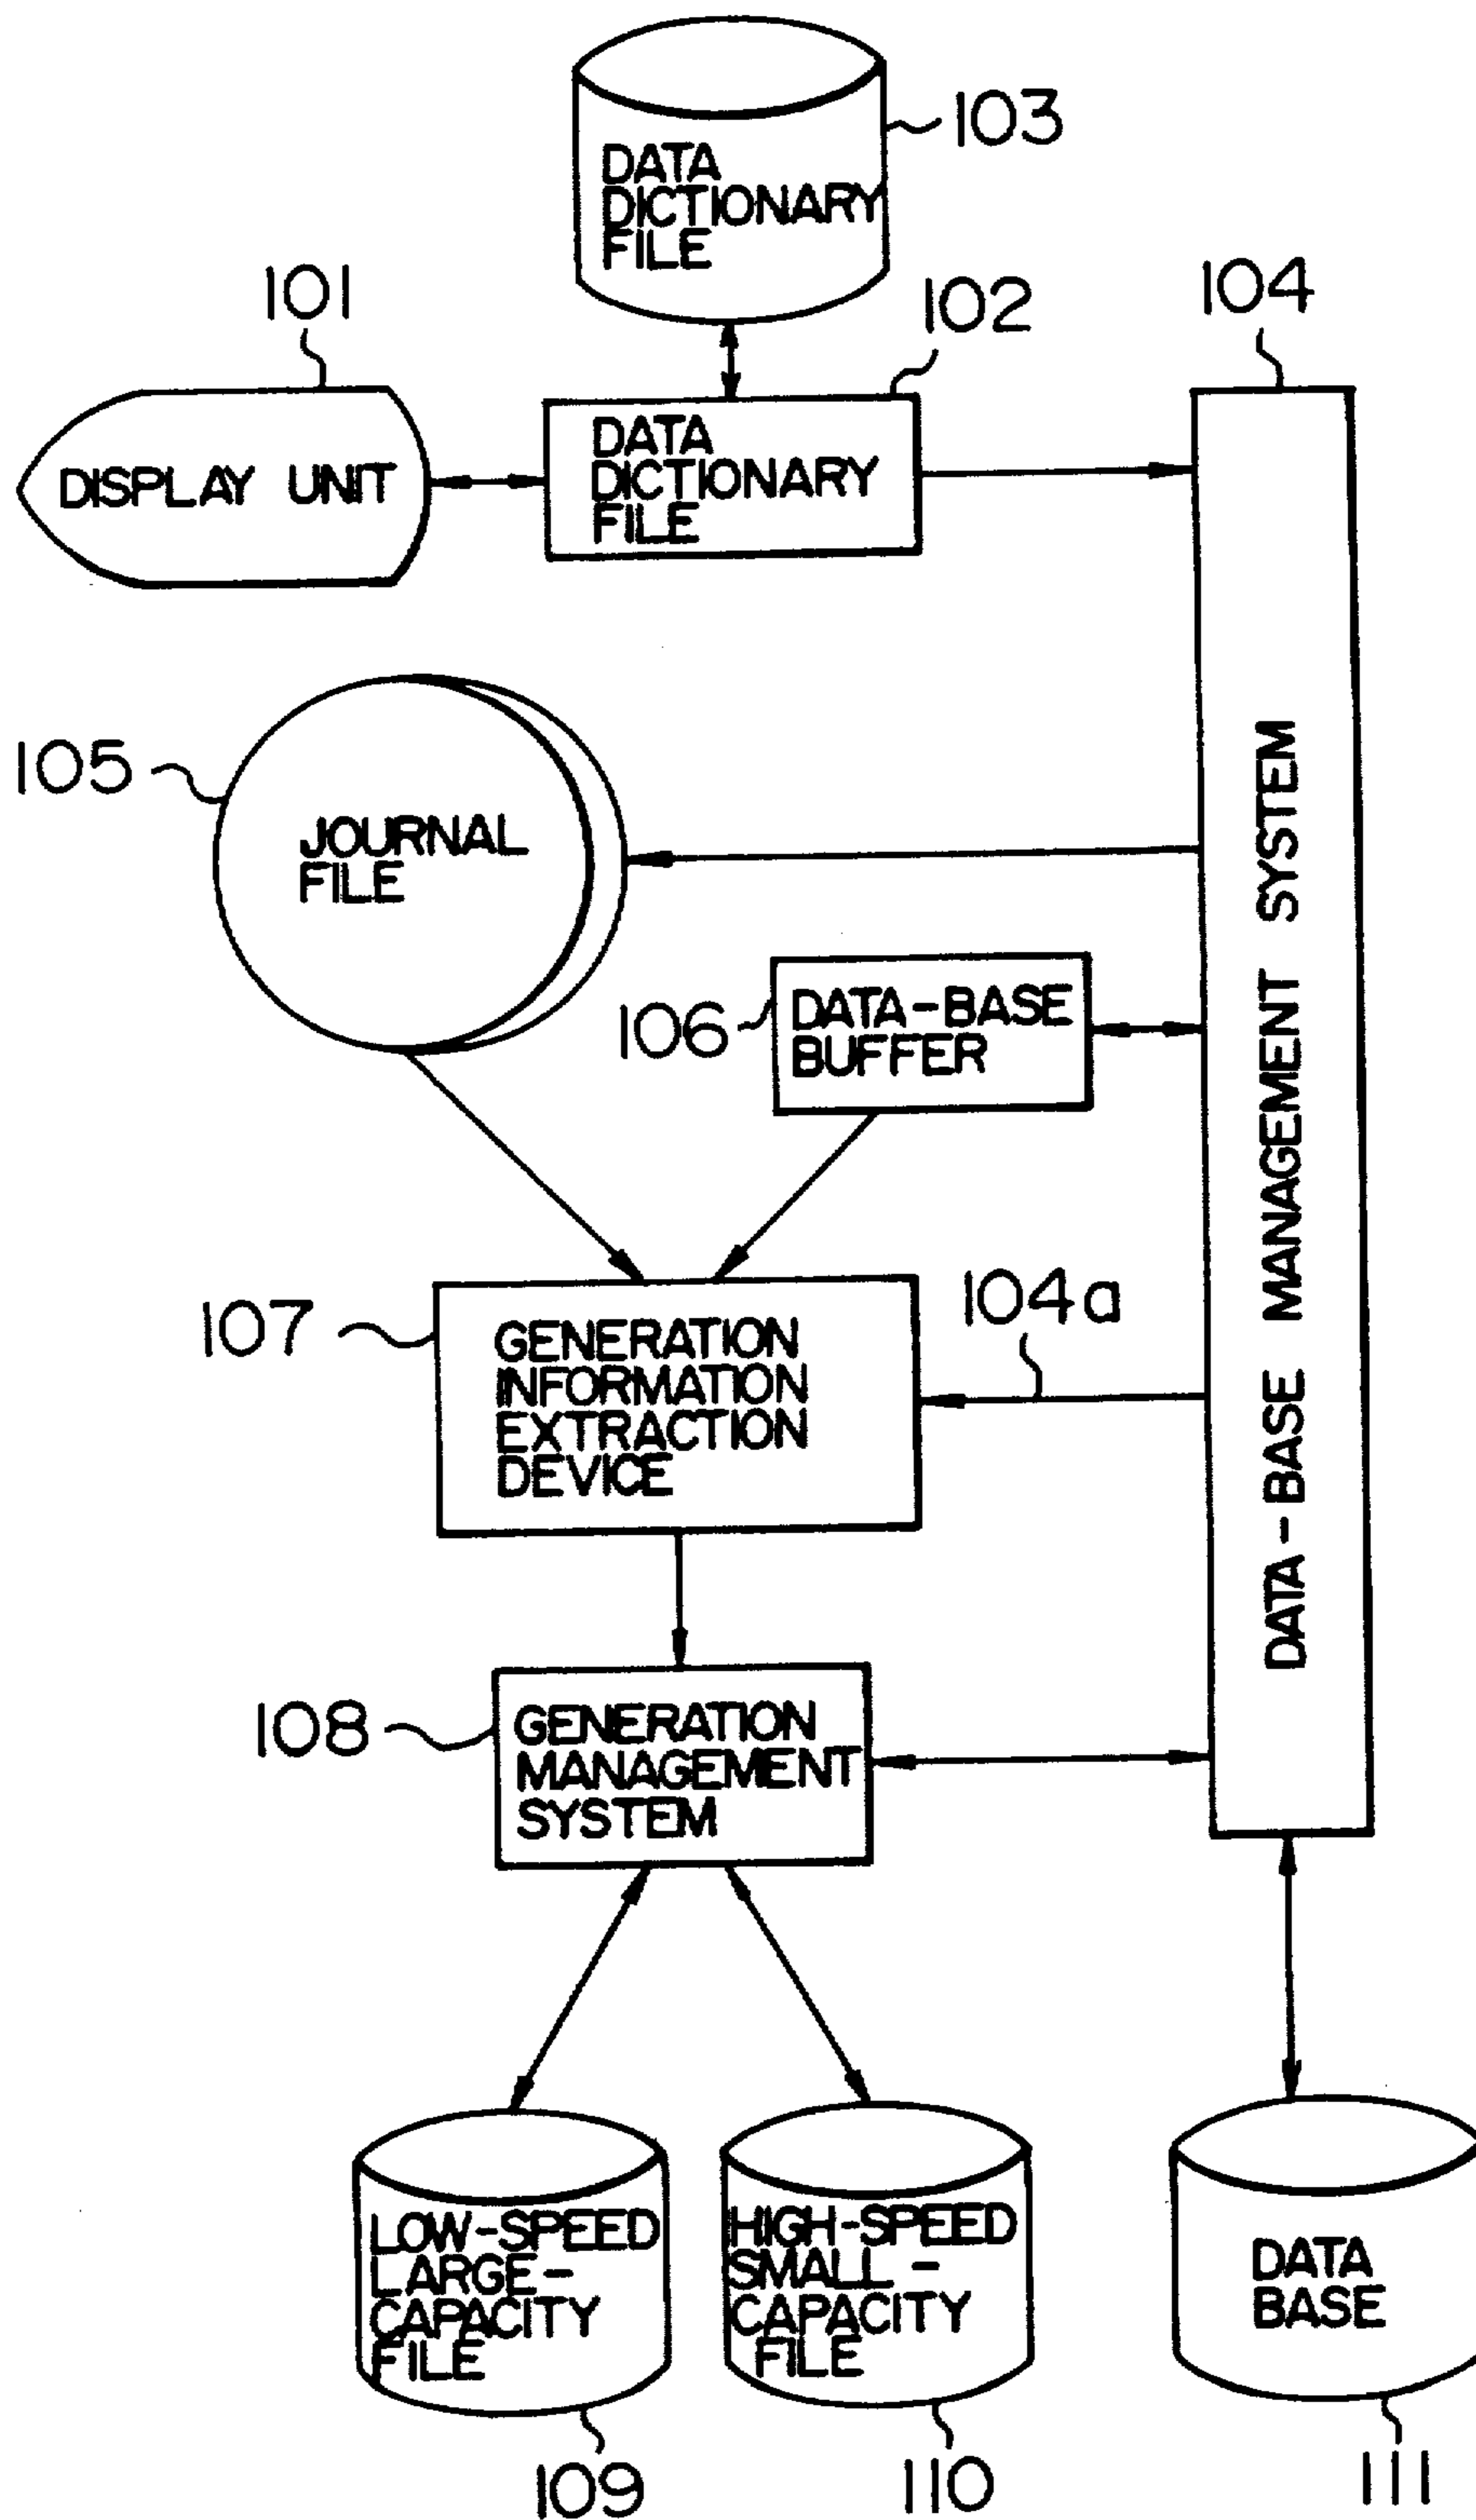 103
DATA
DICTIONARY
FILE
101
102
104
DISPLAY UNIT
DATA
DICTIONARY
FILE
105
JOURNAL
FILE
106
DATA-BASE
BUFFER
DATA-BASE MANAGEMENT SYSTEM
107
GENERATION
INFORMATION
EXTRACTION
DEVICE
104a
108
GENERATION
MANAGEMENT
SYSTEM
LOW-SPEED
LARGE-
CAPACITY
FILE
HIGH-SPEED
SMALL-
CAPACITY
FILE
DATA
BASE
109
110
111